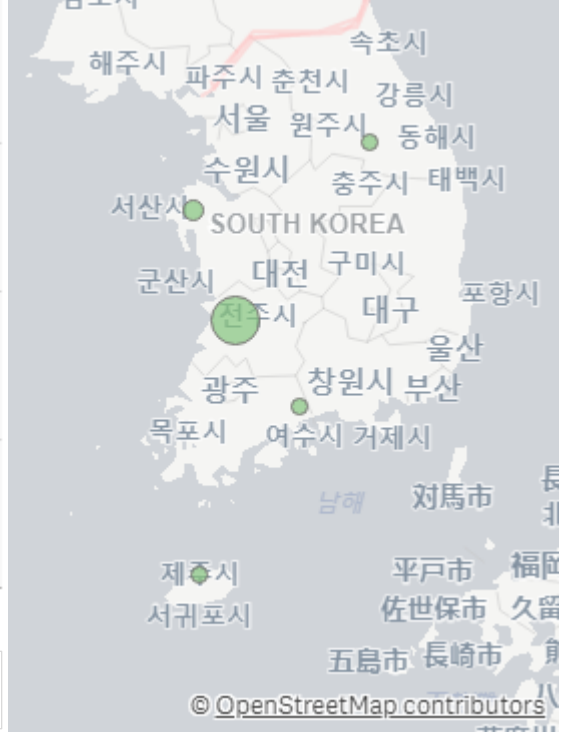 속초시
해주시
파주시
춘천시
강릉시
서울
원주시
동해시
수원시
충주시
태백시
서산시
SOUTH KOREA
군산시
대전
구미시
포항시
전주시
대구
울산
광주
창원시
부산
목포시
여수시
거제시
남해
対馬市
제주시
平戸市
福岡
서귀포시
佐世保市
久留
五島市
長崎市
© OpenStreetMap contributors